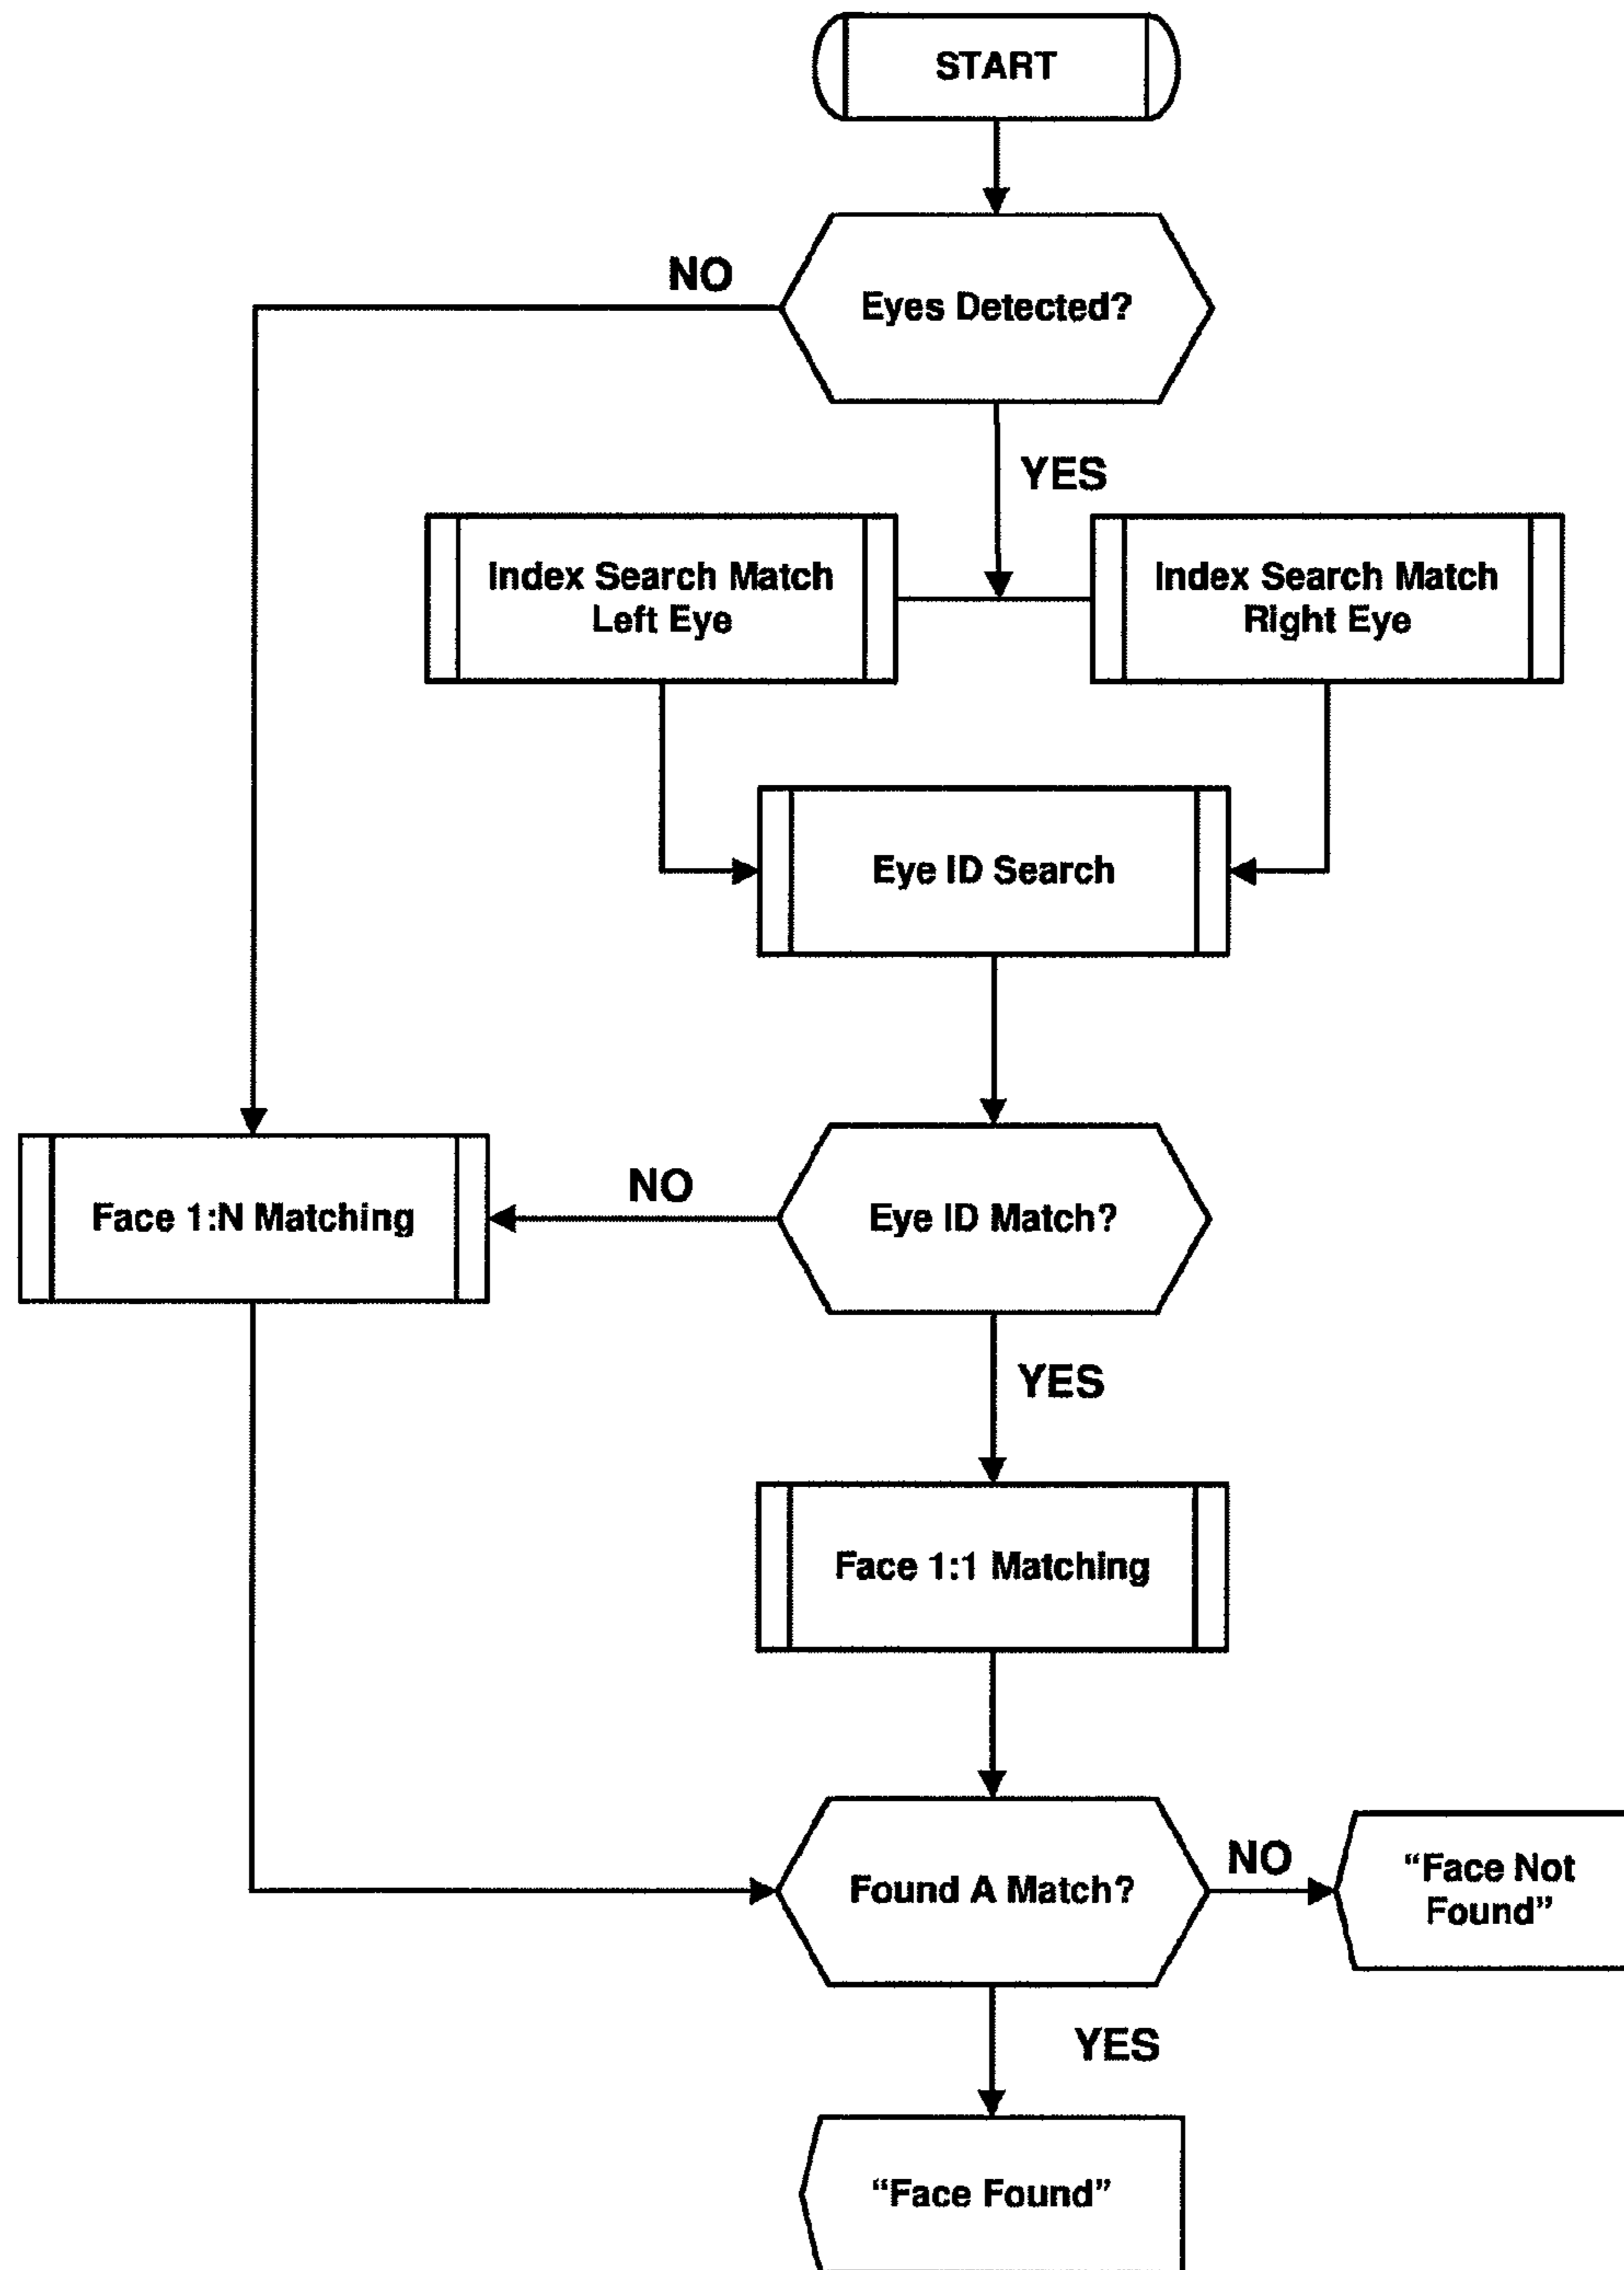 START
NO
Eyes Detected?
YES
Index Search Match
Left Eye
Index Search Match
Right Eye
Eye ID Search
Face 1:N Matching
NO
Eye ID Match?
YES
Face 1:1 Matching
Found A Match?
NO
“Face Not
Found”
YES
“Face Found”